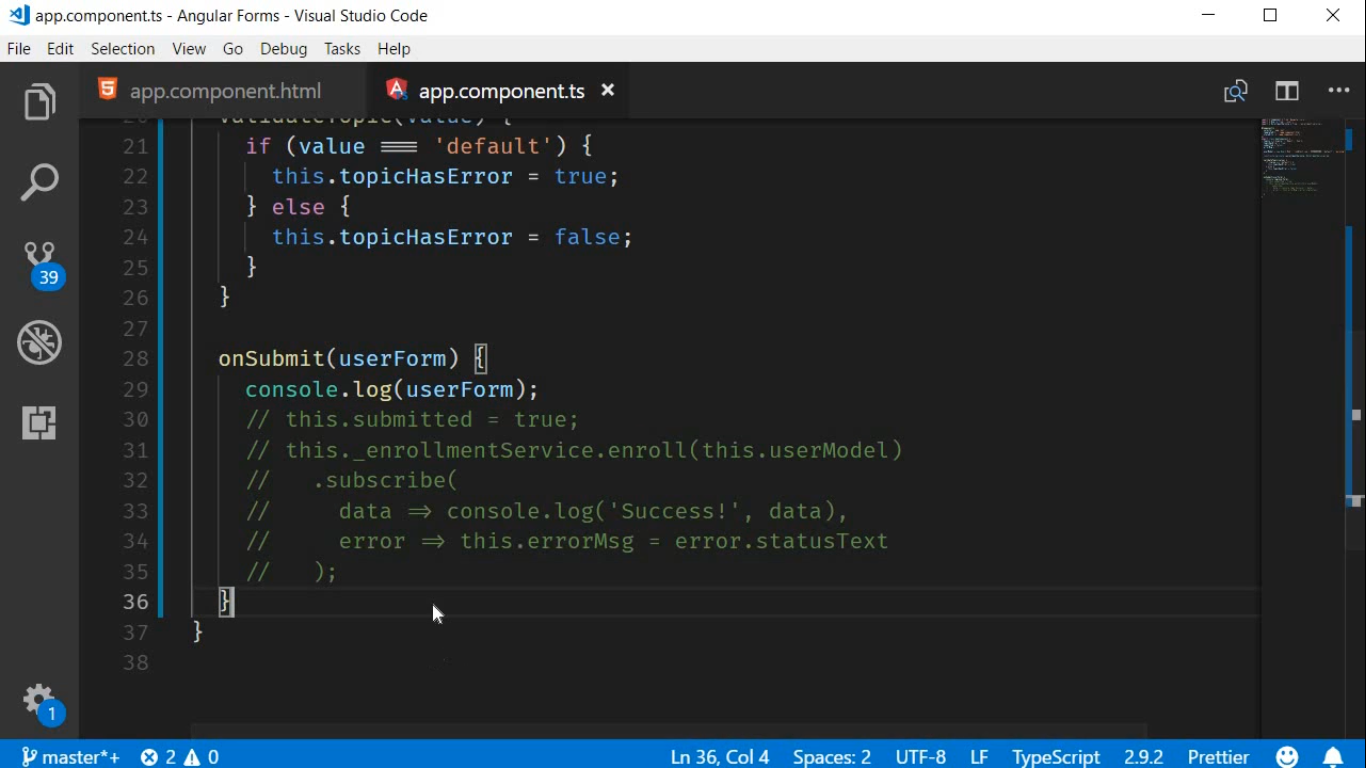 app.component.ts - Angular Forms - Visual Studio Code
File Edit Selection View Go Debug Tasks Help
app.component.html app.component.ts
20 validateTopic(value) {
21 if (value === 'default') {
22 this.topicHasError = true;
23 } else {
24 this.topicHasError = false;
25 }
26 }
27
28 onSubmit(userForm) {
29 console.log(userForm);
30 // this.submitted = true;
31 // this._enrollmentService.enroll(this.userModel)
32 // .subscribe(
33 // data => console.log('Success!', data),
34 // error => this.errorMsg = error.statusText
35 // );
36 }
37 }
38
39
1
master*+ 2 0 Ln 36, Col 4 Spaces: 2 UTF-8 LF TypeScript 2.9.2 Prettier